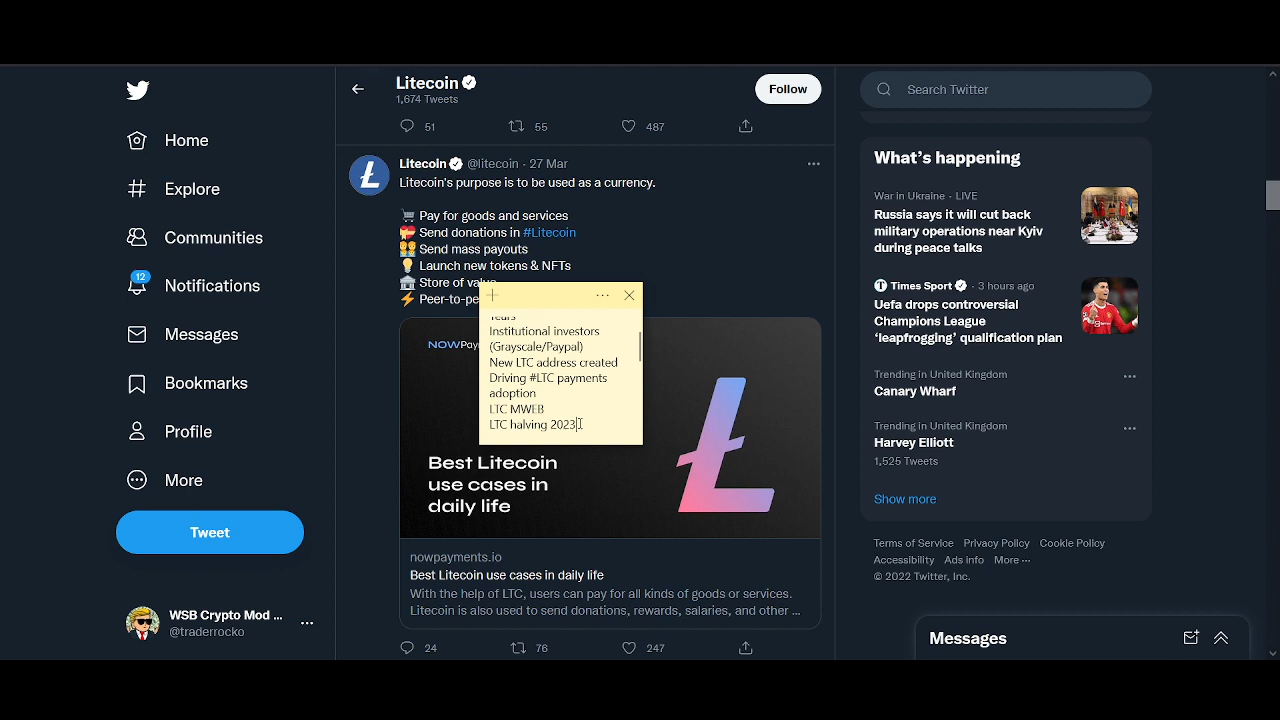 Home
Explore
Communities
12
Notifications
Messages
Bookmarks
Profile
More
Tweet
WSB Crypto Mod ...
@traderrocko
Litecoin
1,674 Tweets
Follow
51
55
487
Litecoin @litecoin · 27 Mar
Litecoin's purpose is to be used as a currency.
Pay for goods and services
Send donations in #Litecoin
Send mass payouts
Launch new tokens & NFTs
Store of value
Institutional investors
(Grayscale/Paypal)
New LTC address created
Driving #LTC payments
adoption
LTC MWEB
LTC halving 2023
Best Litecoin
use cases in
daily life
nowpayments.io
Best Litecoin use cases in daily life
With the help of LTC, users can pay for all kinds of goods or services.
Litecoin is also used to send donations, rewards, salaries, and other ...
24
76
247
Search Twitter
What's happening
War in Ukraine · LIVE
Russia says it will cut back
military operations near Kyiv
during peace talks
Times Sport · 3 hours ago
Uefa drops controversial
Champions League
‘leapfrogging’ qualification plan
Trending in United Kingdom
Canary Wharf
Trending in United Kingdom
Harvey Elliott
1,525 Tweets
Show more
Terms of Service Privacy Policy Cookie Policy
Accessibility Ads info More ···
© 2022 Twitter, Inc.
Messages